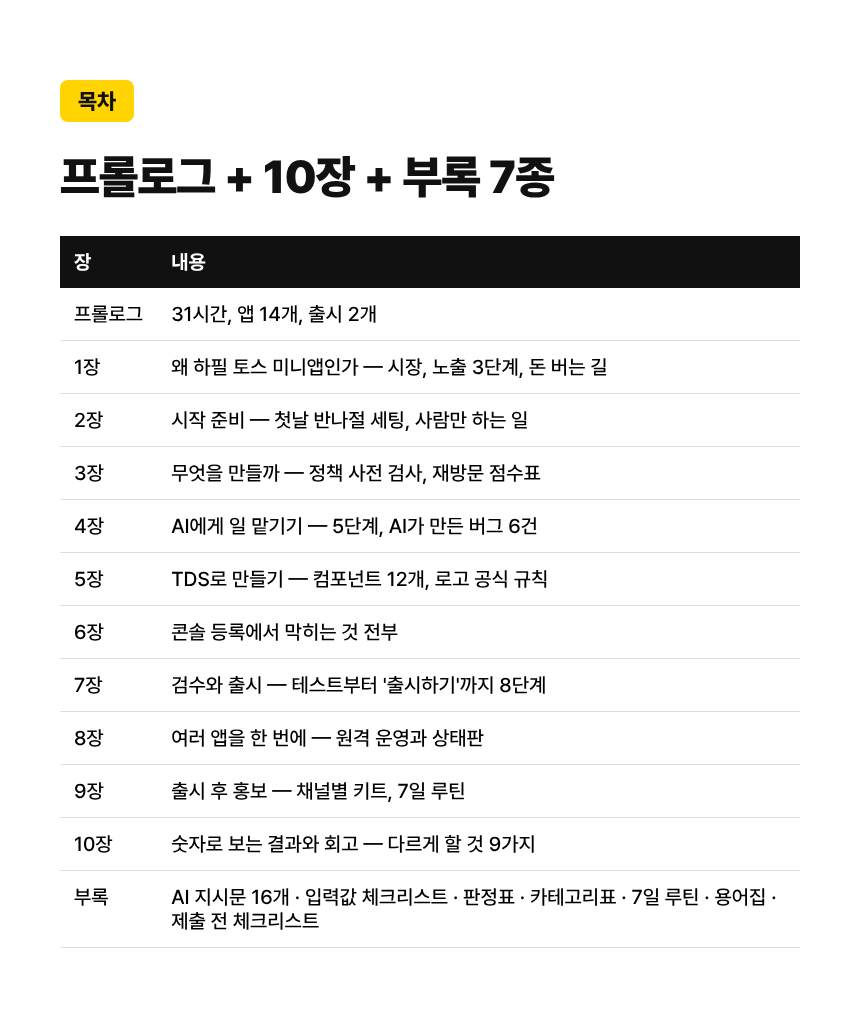 목차
프롤로그 + 10장 + 부록 7종
장 내용
프롤로그 31시간, 앱 14개, 출시 2개
1장 왜 하필 토스 미니앱인가 — 시장, 노출 3단계, 돈 버는 길
2장 시작 준비 — 첫날 반나절 세팅, 사람만 하는 일
3장 무엇을 만들까 — 정책 사전 검사, 재방문 점수표
4장 AI에게 일 맡기기 — 5단계, AI가 만든 버그 6건
5장 TDS로 만들기 — 컴포넌트 12개, 로고 공식 규칙
6장 콘솔 등록에서 막히는 것 전부
7장 검수와 출시 — 테스트부터 '출시하기'까지 8단계
8장 여러 앱을 한 번에 — 원격 운영과 상태판
9장 출시 후 홍보 — 채널별 키트, 7일 루틴
10장 숫자로 보는 결과와 회고 — 다르게 할 것 9가지
부록 AI 지시문 16개 · 입력값 체크리스트 · 판정표 · 카테고리표 · 7일 루틴 · 용어집 ·
제출 전 체크리스트